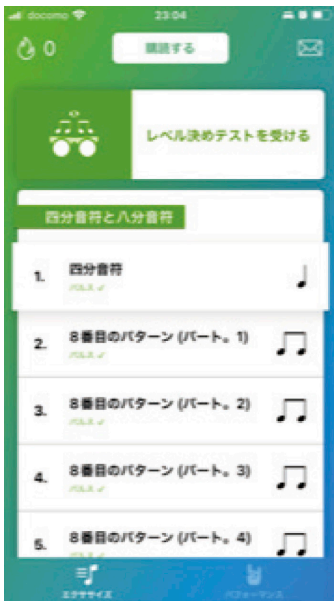 docomo 23:04
0 購読する
レベル決めテストを受ける
四分音符と八分音符
1. 四分音符
パルス ✓
2. 8番目のパターン (パート。1)
パルス ✓
3. 8番目のパターン (パート。2)
パルス ✓
4. 8番目のパターン (パート。3)
パルス ✓
5. 8番目のパターン (パート。4)
エクササイズ パフォーマンス